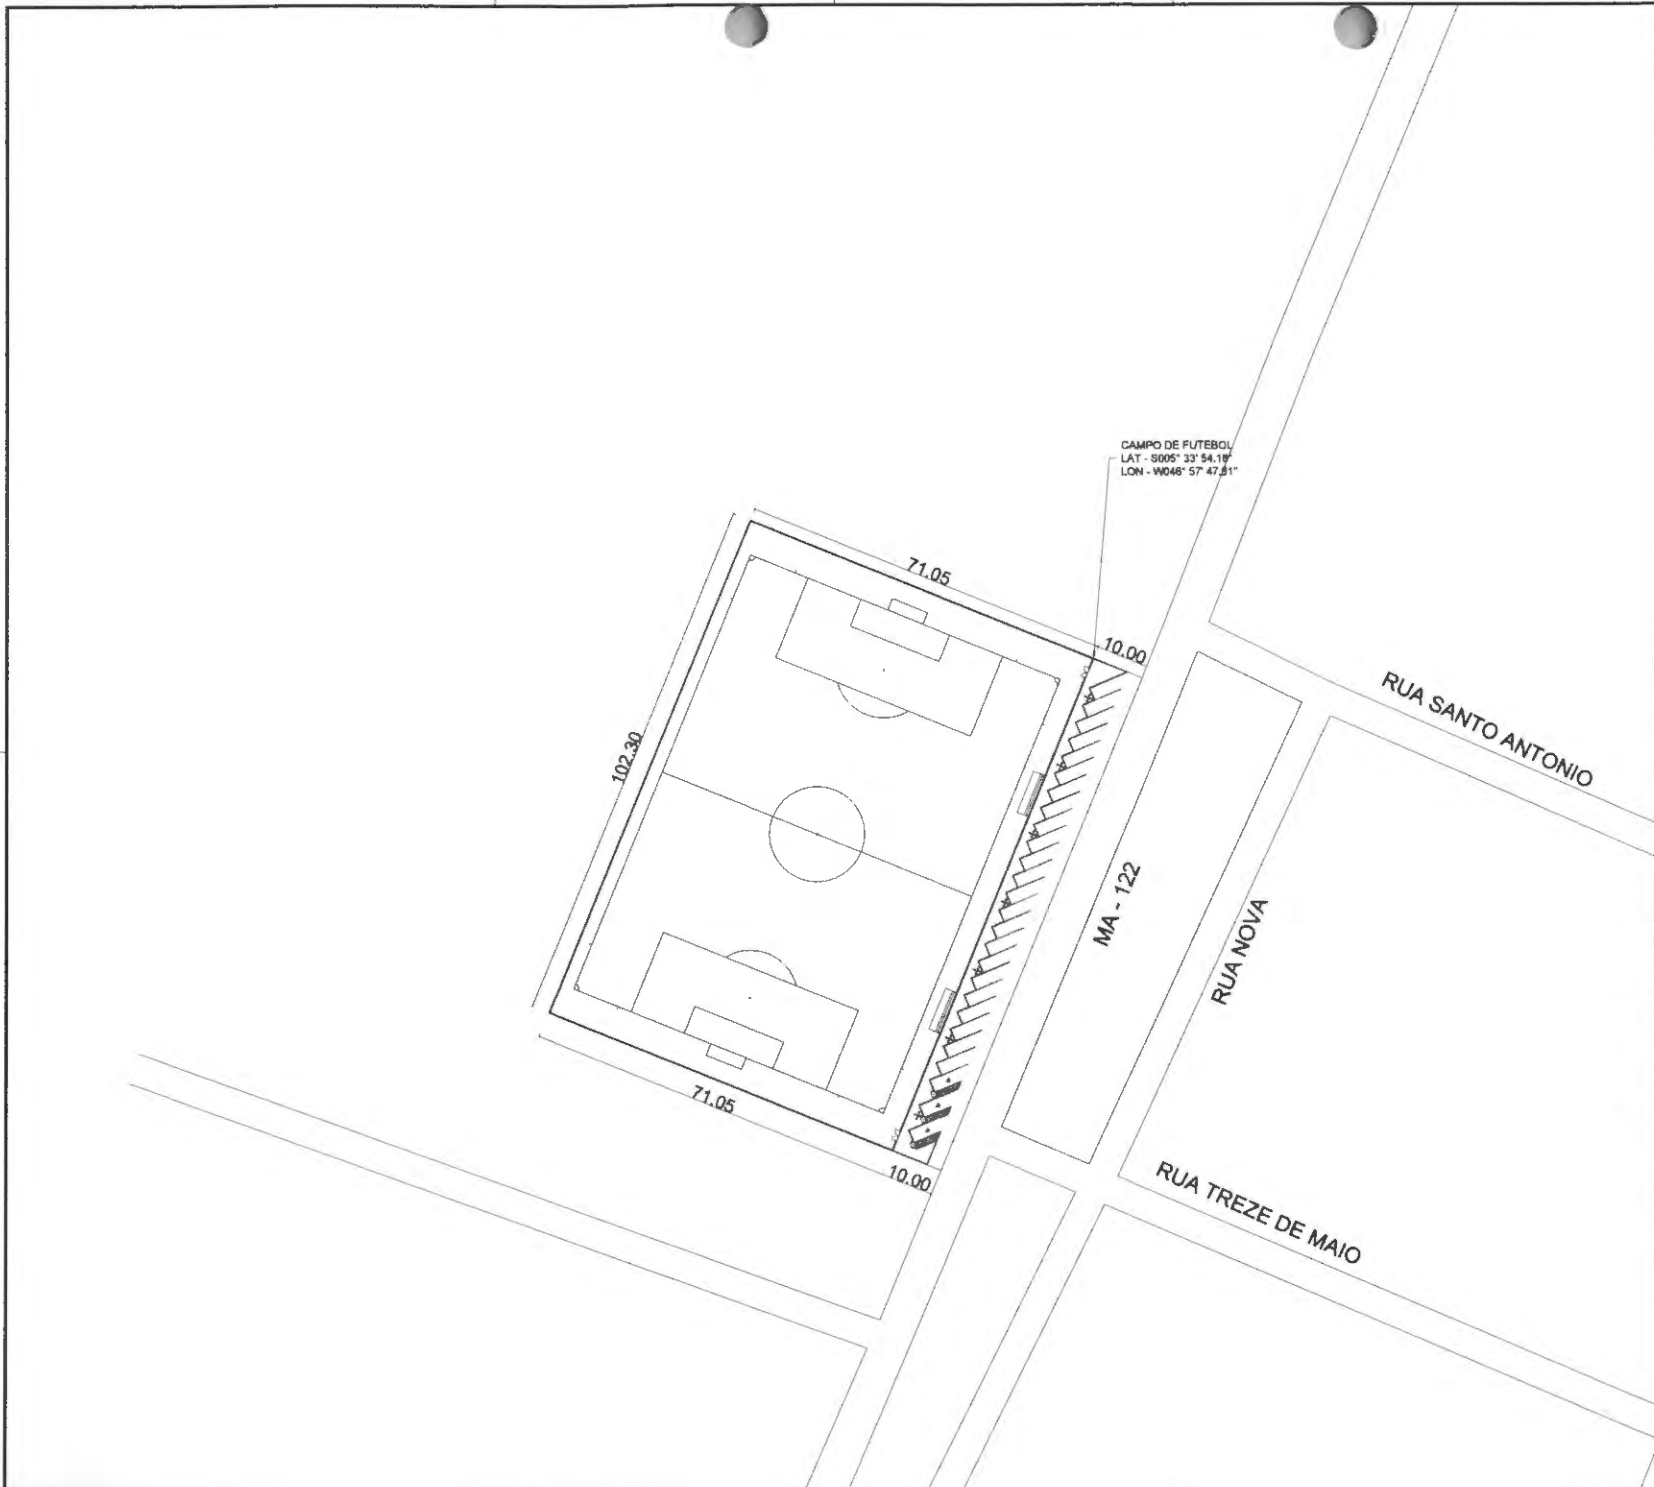 CAMPO DE FUTEBOL
LAT - S005° 33' 54.18"
LON - W046° 57' 47.81"
71.05
10.00
102.30
RUA SANTO ANTONIO
MA - 122
RUA NOVA
71.05
10.00
RUA TREZE DE MAIO